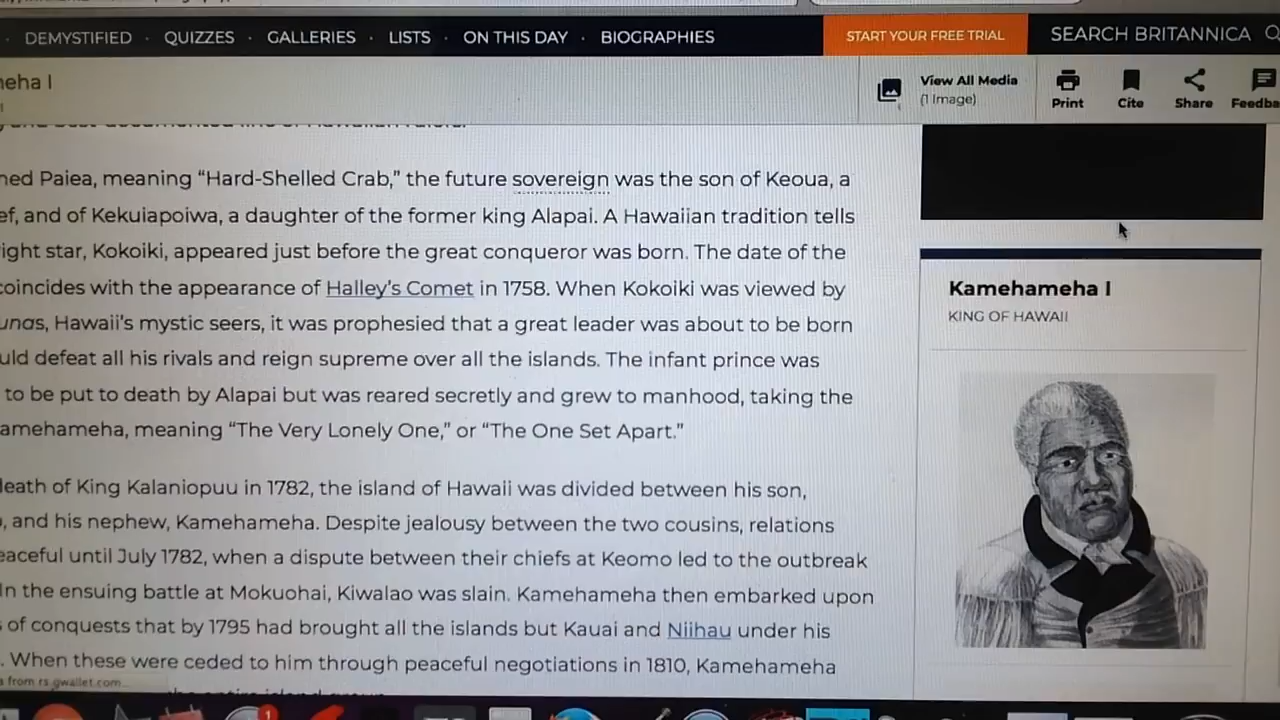 · DEMYSTIFIED · QUIZZES · GALLERIES · LISTS · ON THIS DAY · BIOGRAPHIES
START YOUR FREE TRIAL
SEARCH BRITANNICA
neha I
View All Media
(1 Image)
Print
Cite
Share
Feedba
ned Paiea, meaning “Hard-Shelled Crab,” the future sovereign was the son of Keoua, a
ef, and of Kekuiapoiwa, a daughter of the former king Alapai. A Hawaiian tradition tells
ight star, Kokoiki, appeared just before the great conqueror was born. The date of the
coincides with the appearance of Halley’s Comet in 1758. When Kokoiki was viewed by
unas, Hawaii’s mystic seers, it was prophesied that a great leader was about to be born
uld defeat all his rivals and reign supreme over all the islands. The infant prince was
to be put to death by Alapai but was reared secretly and grew to manhood, taking the
amehameha, meaning “The Very Lonely One,” or “The One Set Apart.”
death of King Kalaniopuu in 1782, the island of Hawaii was divided between his son,
, and his nephew, Kamehameha. Despite jealousy between the two cousins, relations
eaceful until July 1782, when a dispute between their chiefs at Keomo led to the outbreak
In the ensuing battle at Mokuohai, Kiwalao was slain. Kamehameha then embarked upon
s of conquests that by 1795 had brought all the islands but Kauai and Niihau under his
. When these were ceded to him through peaceful negotiations in 1810, Kamehameha
a from rs.gwallet.com...
Kamehameha I
KING OF HAWAII
1